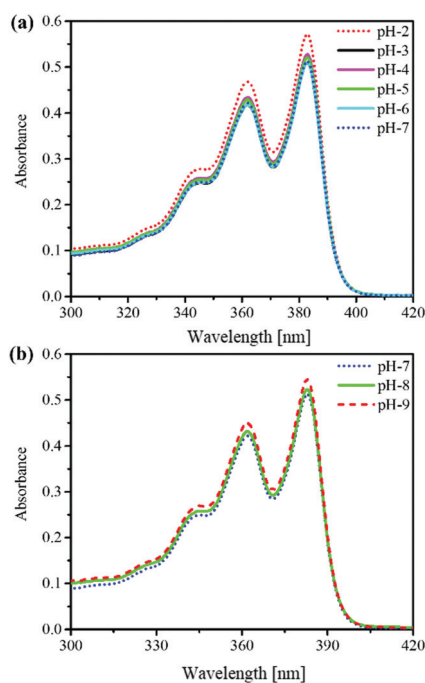 (a)
0.6
0.5
0.4
0.3
0.2
0.1
0.0
Absorbance
pH-2
pH-3
pH-4
pH-5
pH-6
pH-7
300 320 340 360 380 400 420
Wavelength [nm]
(b)
0.6
0.5
0.4
0.3
0.2
0.1
0.0
Absorbance
pH-7
pH-8
pH-9
300 330 360 390 420
Wavelength [nm]